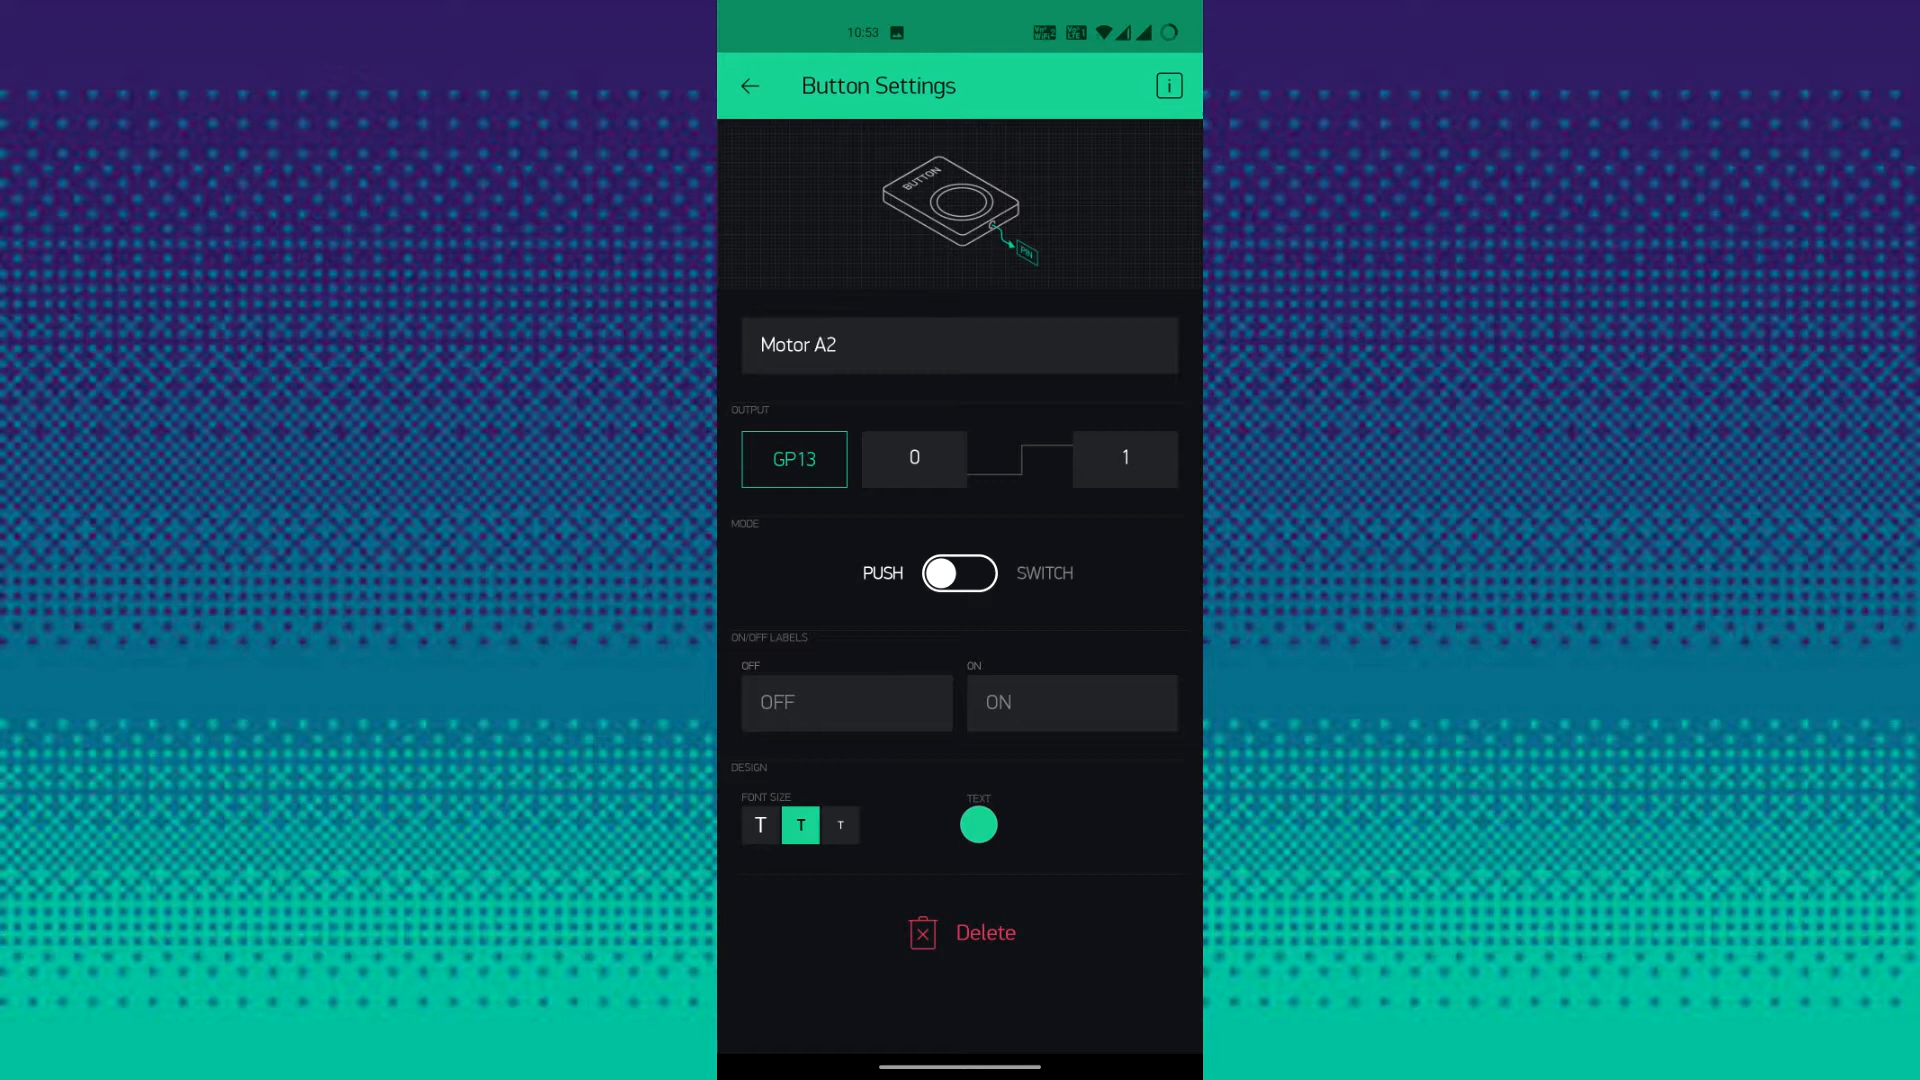 10:53
Button Settings
i
BUTTON
PIN
Motor A2
OUTPUT
GP13 0 1
MODE
PUSH SWITCH
ON/OFF LABELS
OFF ON
OFF ON
DESIGN
FONT SIZE TEXT
T T T
Delete